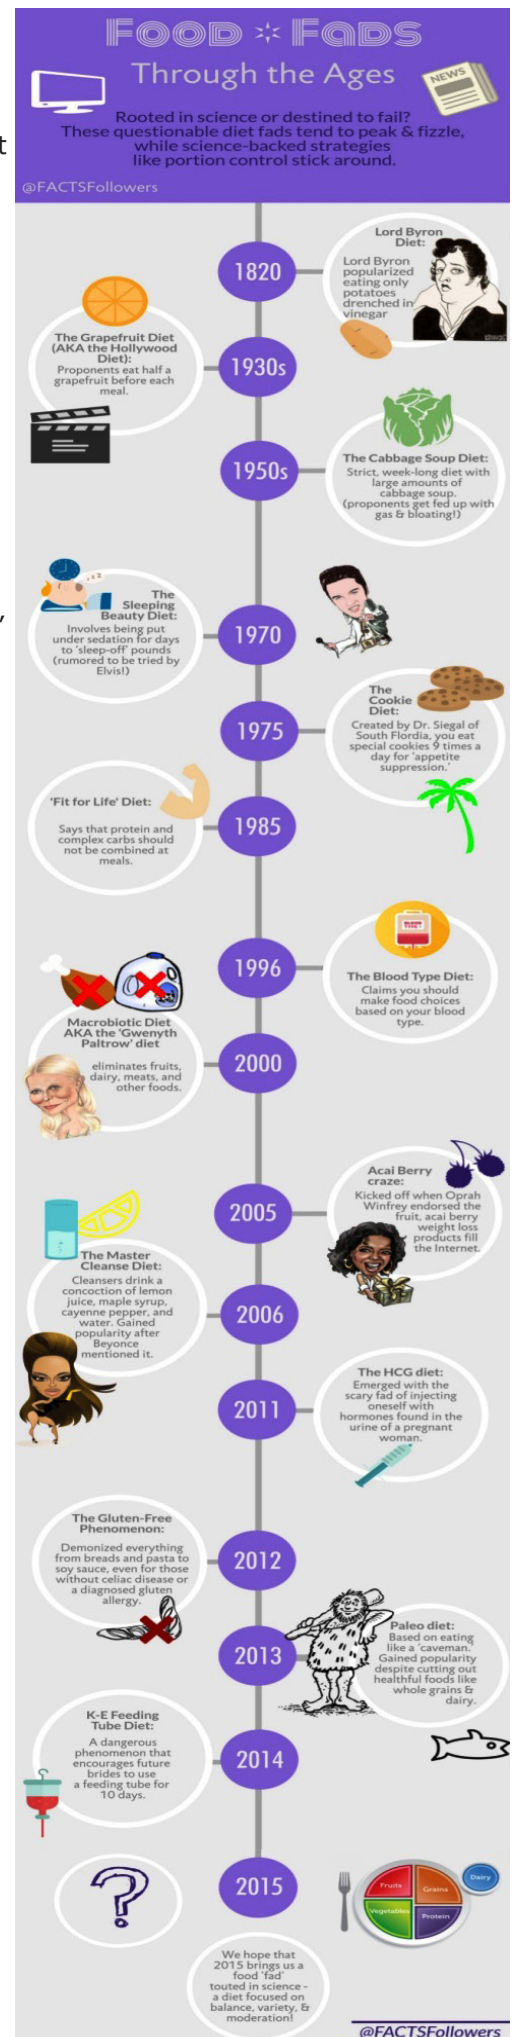 FOOD FADS
Through the Ages
NEWS
Rooted in science or destined to fail?
These questionable diet fads tend to peak & fizzle,
while science-backed strategies
like portion control stick around.
t
@FACTSFollowers
1820
Lord Byron
Diet:
Lord Byron
popularized
eating only
potatoes
drenched in
vinegar
1930s
The Grapefruit Diet
(AKA the Hollywood
Diet):
Proponents eat half a
grapefruit before each
meal.
1950s
The Cabbage Soup Diet:
Strict, week-long diet with
large amounts of
cabbage soup.
(proponents get fed up with
gas & bloating!)
,
1970
The
Sleeping
Beauty Diet:
Involves being put
under sedation for days
to 'sleep-off' pounds
(rumored to be tried by
Elvis!)
1975
The
Cookie
Diet:
Created by Dr. Siegal of
South Flordia, you eat
special cookies 9 times a
day for 'appetite
suppression.'
1985
'Fit for Life' Diet:
Says that protein and
complex carbs should
not be combined at
meals.
1996
BLOOD
TYPE
The Blood Type Diet:
Claims you should
make food choices
based on your blood
type.
2000
Macrobiotic Diet
AKA the 'Gwenyth
Paltrow' diet
eliminates fruits,
dairy, meats, and
other foods.
2005
Acai Berry
craze:
Kicked off when Oprah
Winfrey endorsed the
fruit, acai berry
weight loss
products fill
the Internet.
2006
The Master
Cleanse Diet:
Cleansers drink a
concoction of lemon
juice, maple syrup,
cayenne pepper, and
water. Gained
popularity after
Beyonce
mentioned it.
2011
The HCG diet:
Emerged with the
scary fad of injecting
oneself with
hormones found in the
urine of a pregnant
woman.
2012
The Gluten-Free
Phenomenon:
Demonized everything
from breads and pasta to
soy sauce, even for those
without celiac disease or
a diagnosed gluten
allergy.
2013
Paleo diet:
Based on eating
like a 'caveman.'
Gained popularity
despite cutting out
healthful foods like
whole grains &
dairy.
2014
K-E Feeding
Tube Diet:
A dangerous
phenomenon that
encourages future
brides to use
a feeding tube for
10 days.
2015
?
Fruits
Grains
Dairy
Vegetables
Protein
We hope that
2015 brings us a
food 'fad'
touted in science -
a diet focused on
balance, variety, &
moderation!
@FACTSFollowers